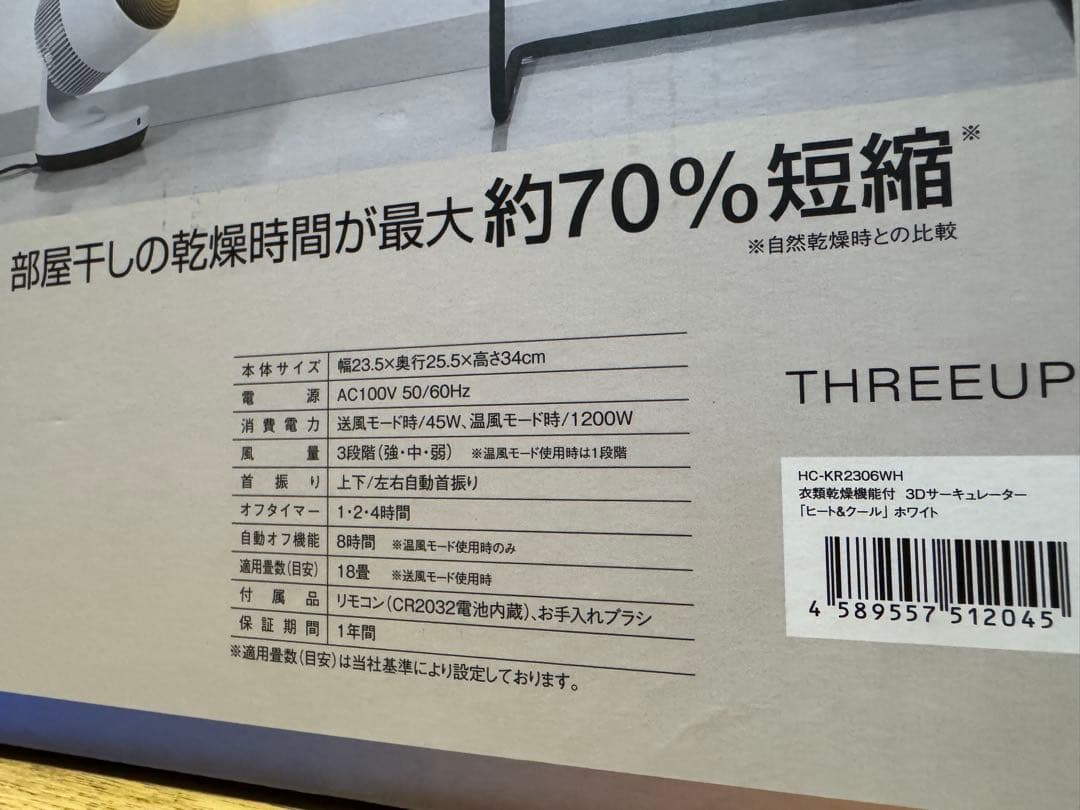 部屋干しの乾燥時間が最大約70%短縮※
※自然乾燥時との比較
本体サイズ 幅23.5×奥行25.5×高さ34cm
電源 AC100V 50/60Hz
消費電力 送風モード時/45W、温風モード時/1200W
風量 3段階(強・中・弱) ※温風モード使用時は1段階
首振り 上下/左右自動首振り
オフタイマー 1・2・4時間
自動オフ機能 8時間 ※温風モード使用時のみ
適用畳数(目安) 18畳 ※送風モード使用時
付属品 リモコン(CR2032電池内蔵)、お手入れブラシ
保証期間 1年間
※適用畳数(目安)は当社基準により設定しております。
THREEUP
HC-KR2306WH
衣類乾燥機能付 3Dサーキュレーター
「ヒート&クール」 ホワイト
4 589557 512045